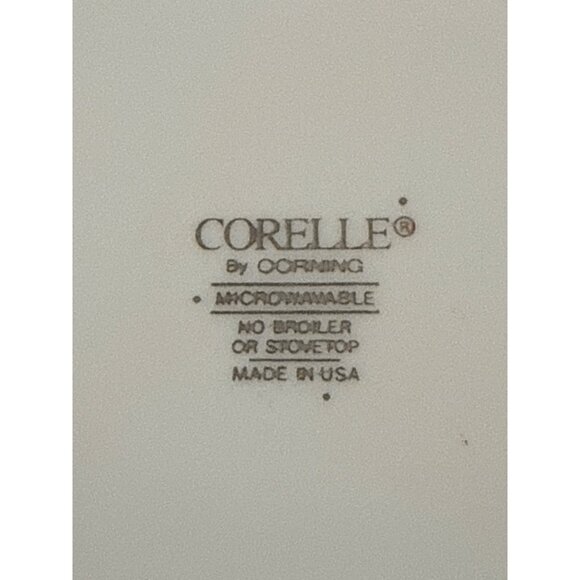 CORELLE®
By CORNING
MICROWAVABLE
NO BROILER
OR STOVETOP
MADE IN USA